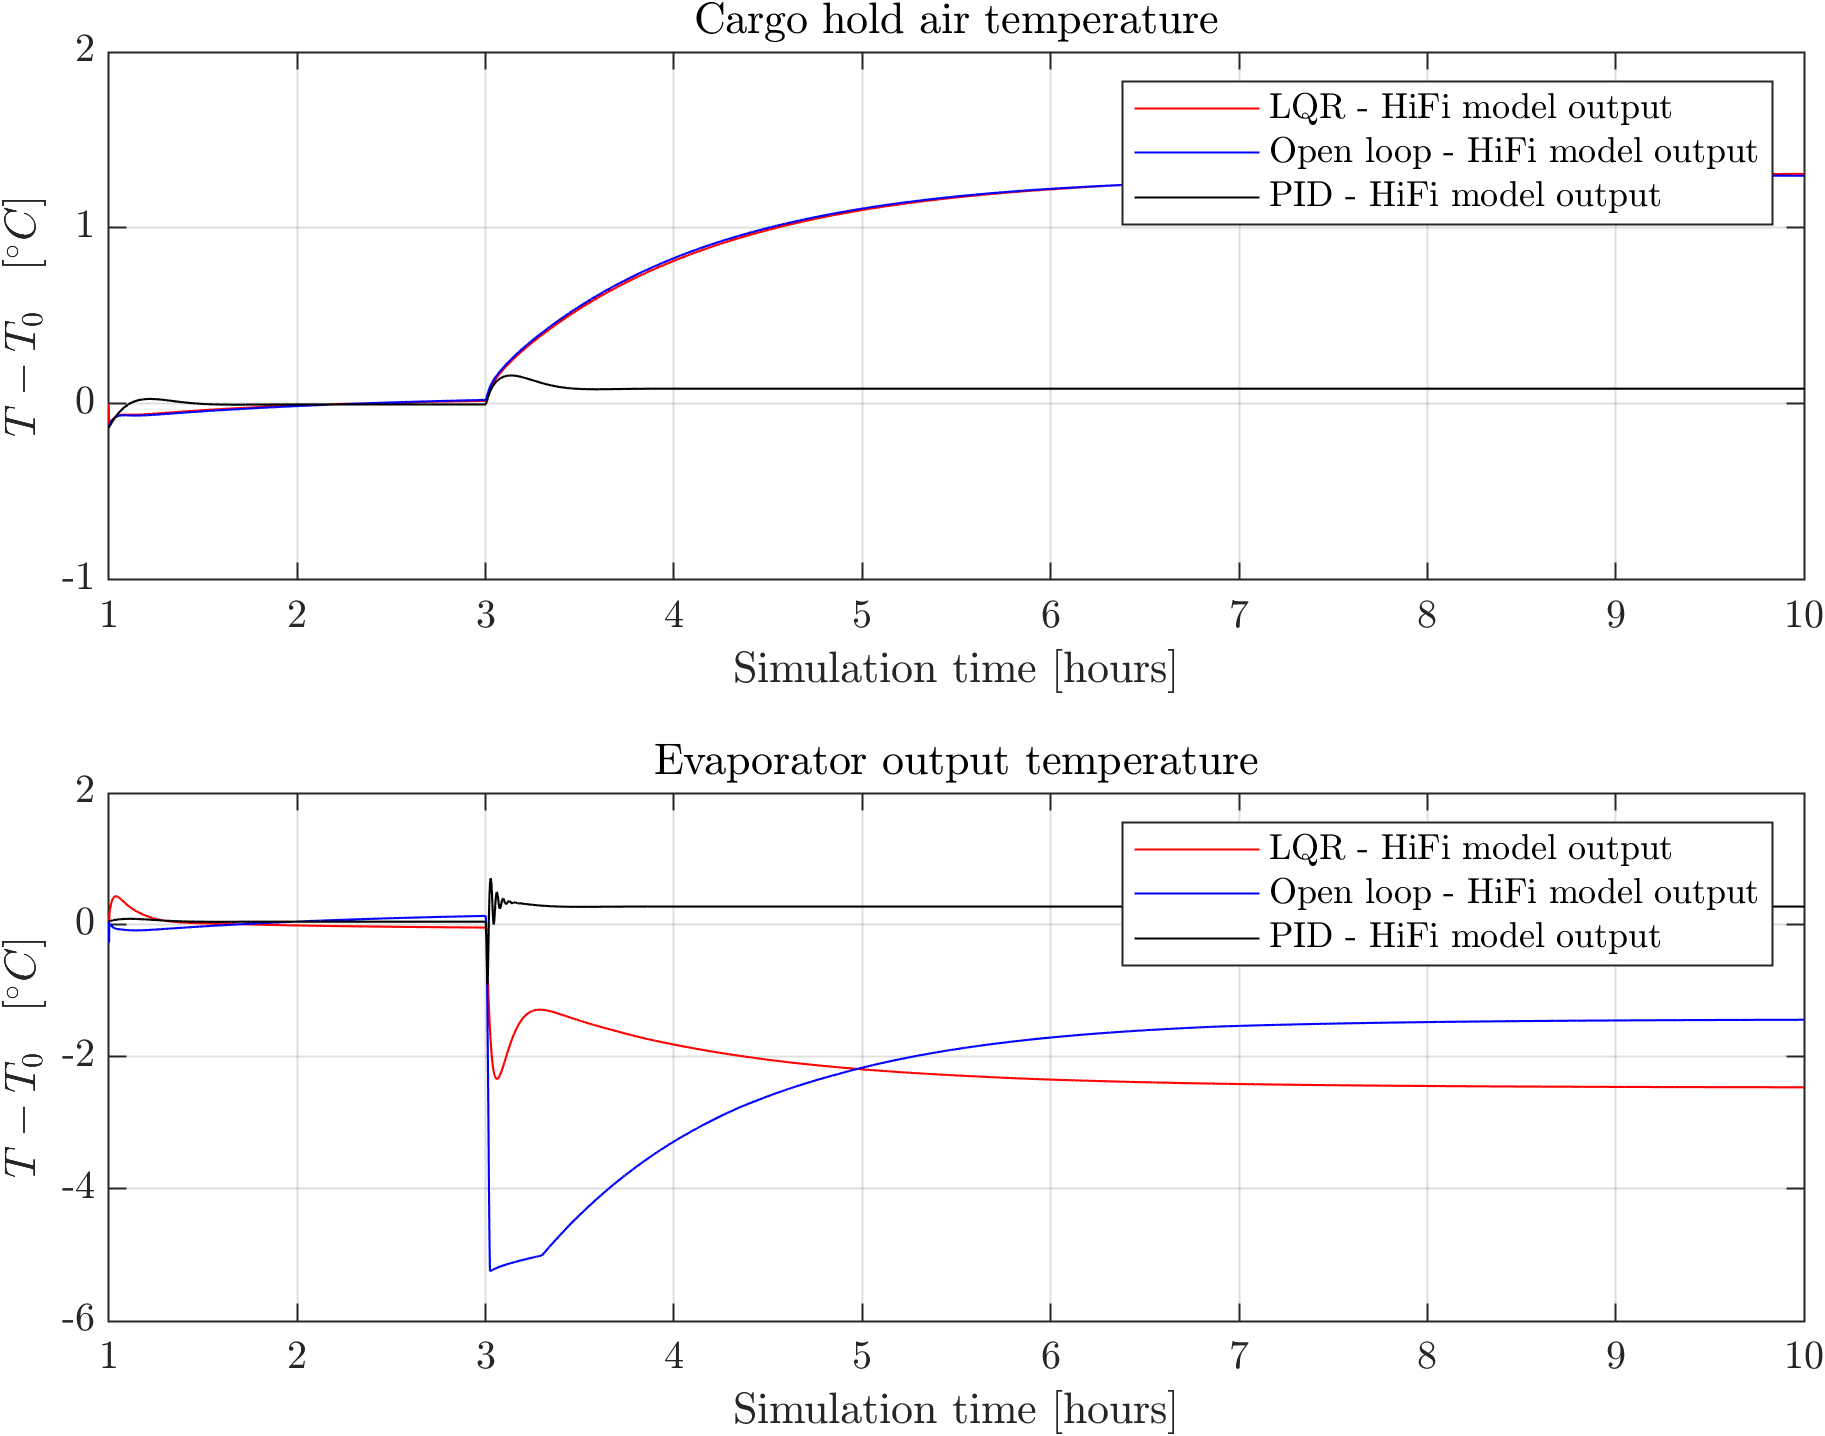 Cargo hold air temperature
2
1
0
-1
T − T₀ [°C]
LQR - HiFi model output
Open loop - HiFi model output
PID - HiFi model output
1 2 3 4 5 6 7 8 9 10
Simulation time [hours]
Evaporator output temperature
2
0
-2
-4
-6
T − T₀ [°C]
LQR - HiFi model output
Open loop - HiFi model output
PID - HiFi model output
1 2 3 4 5 6 7 8 9 10
Simulation time [hours]